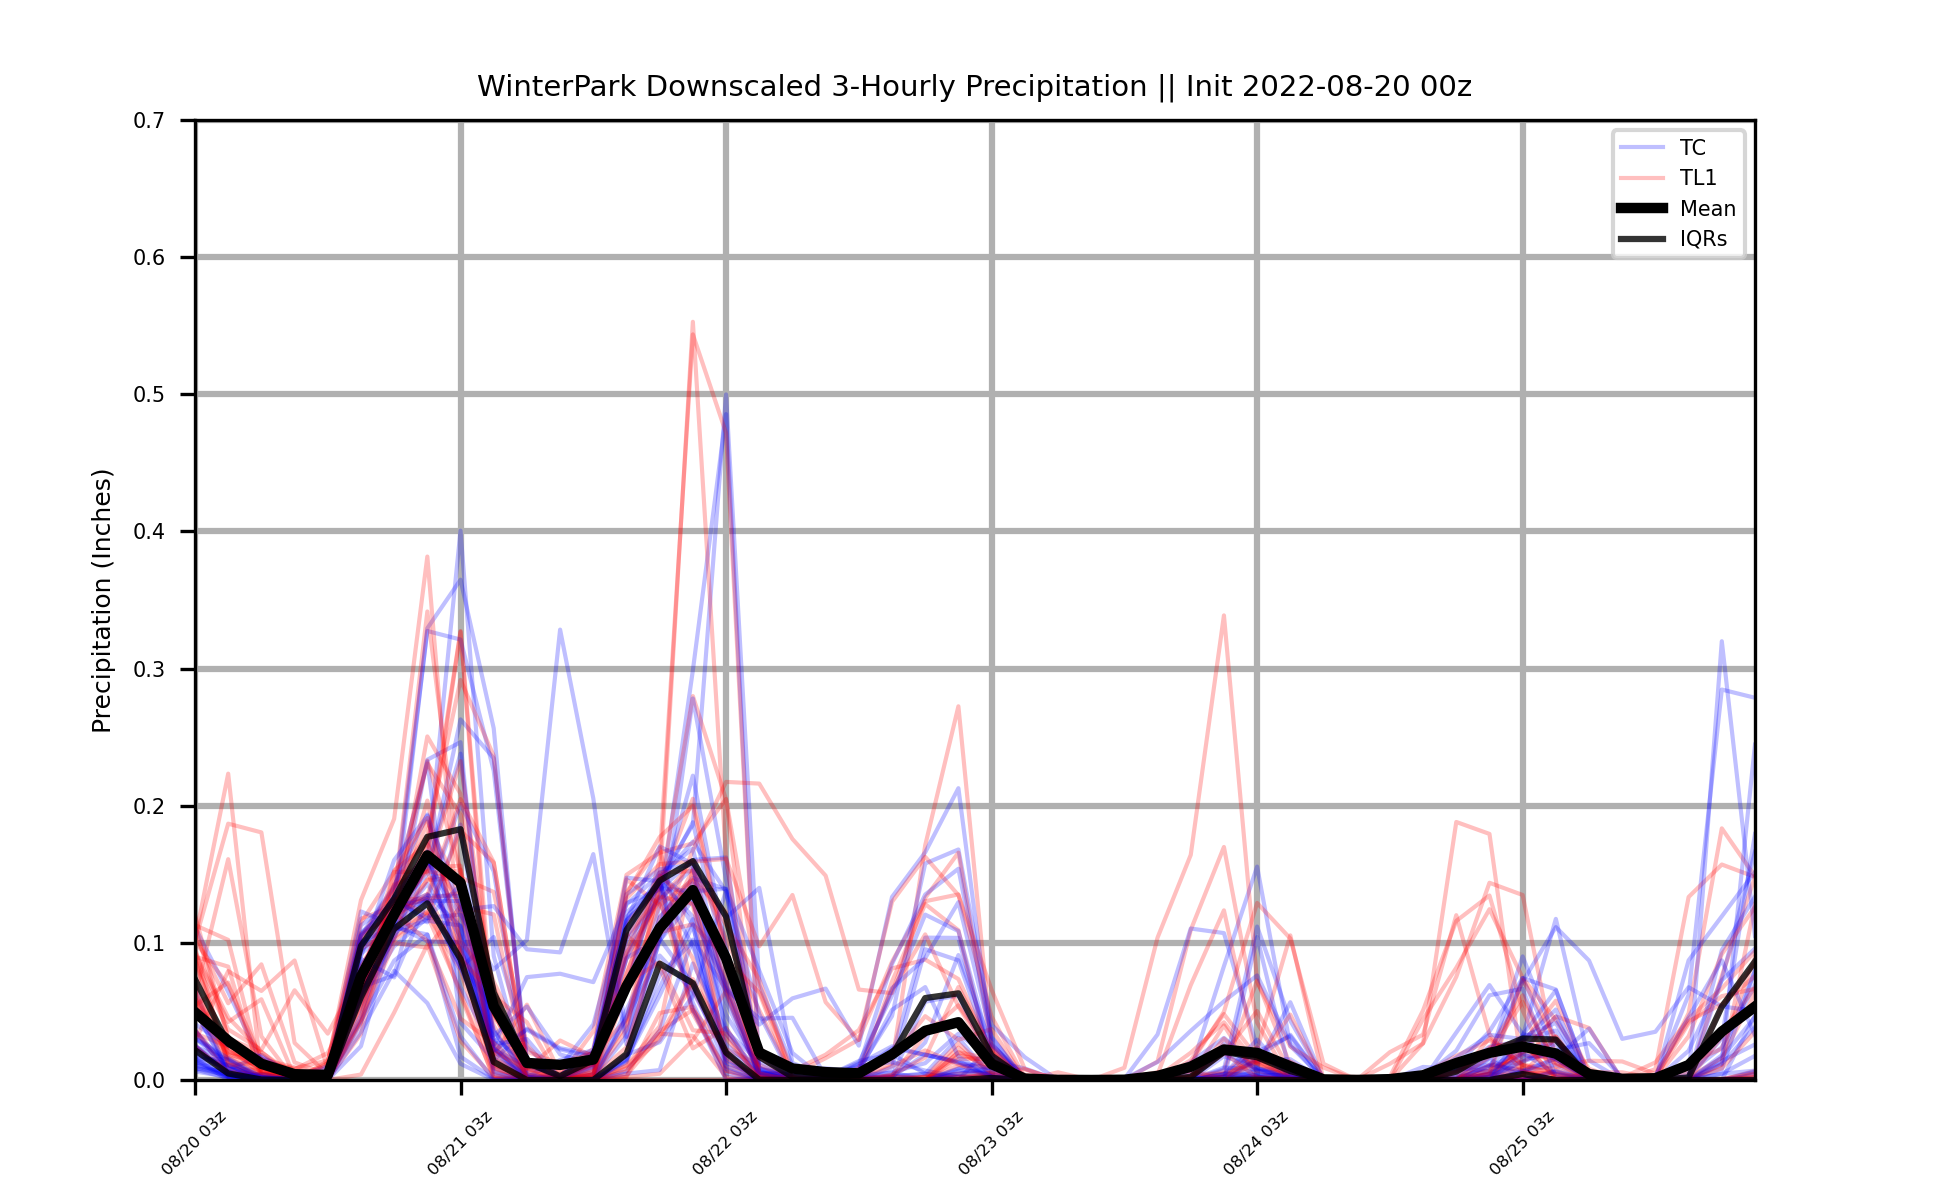 WinterPark Downscaled 3-Hourly Precipitation || Init 2022-08-20 00z
Precipitation (Inches)
0.7
0.6
0.5
0.4
0.3
0.2
0.1
0.0
TC
TL1
Mean
IQRs
08/20 03z
08/21 03z
08/22 03z
08/23 03z
08/24 03z
08/25 03z